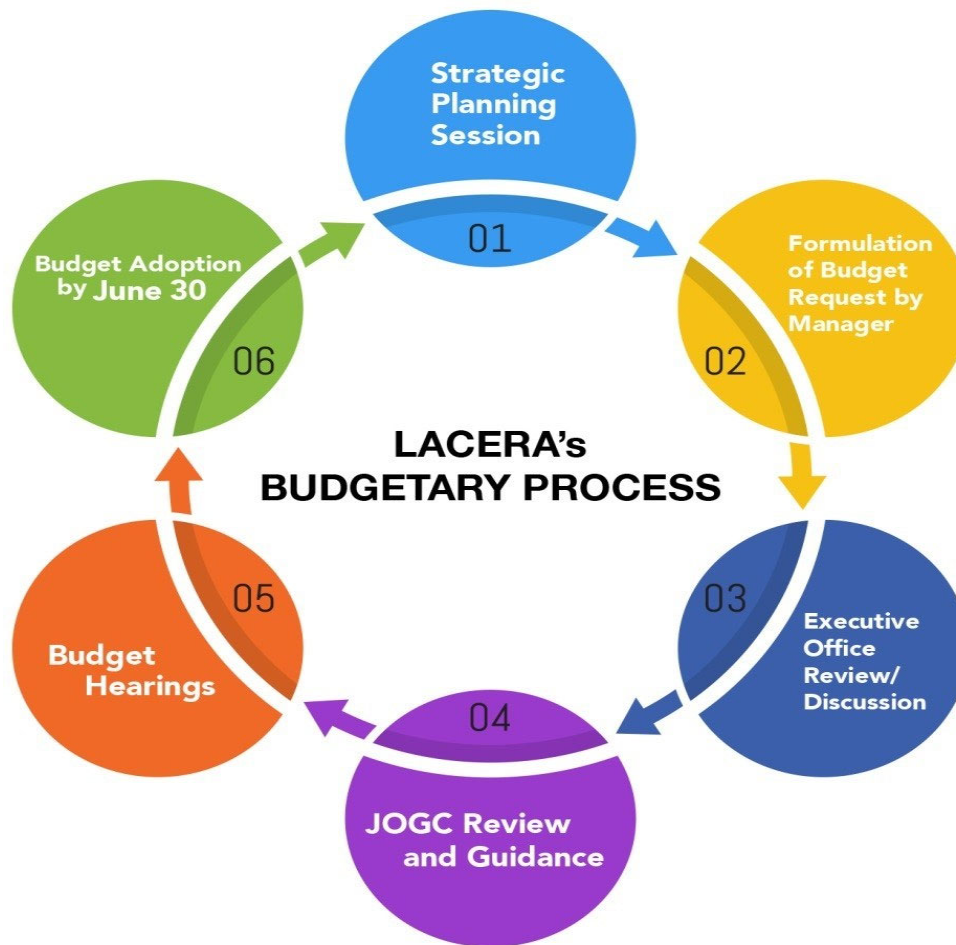 Strategic
Planning
Session
01
Formulation
of Budget
Request by
Manager
02
Executive
Office
Review/
Discussion
03
JOGC Review
and Guidance
04
Budget
Hearings
05
Budget Adoption
by June 30
06
LACERA's
BUDGETARY PROCESS